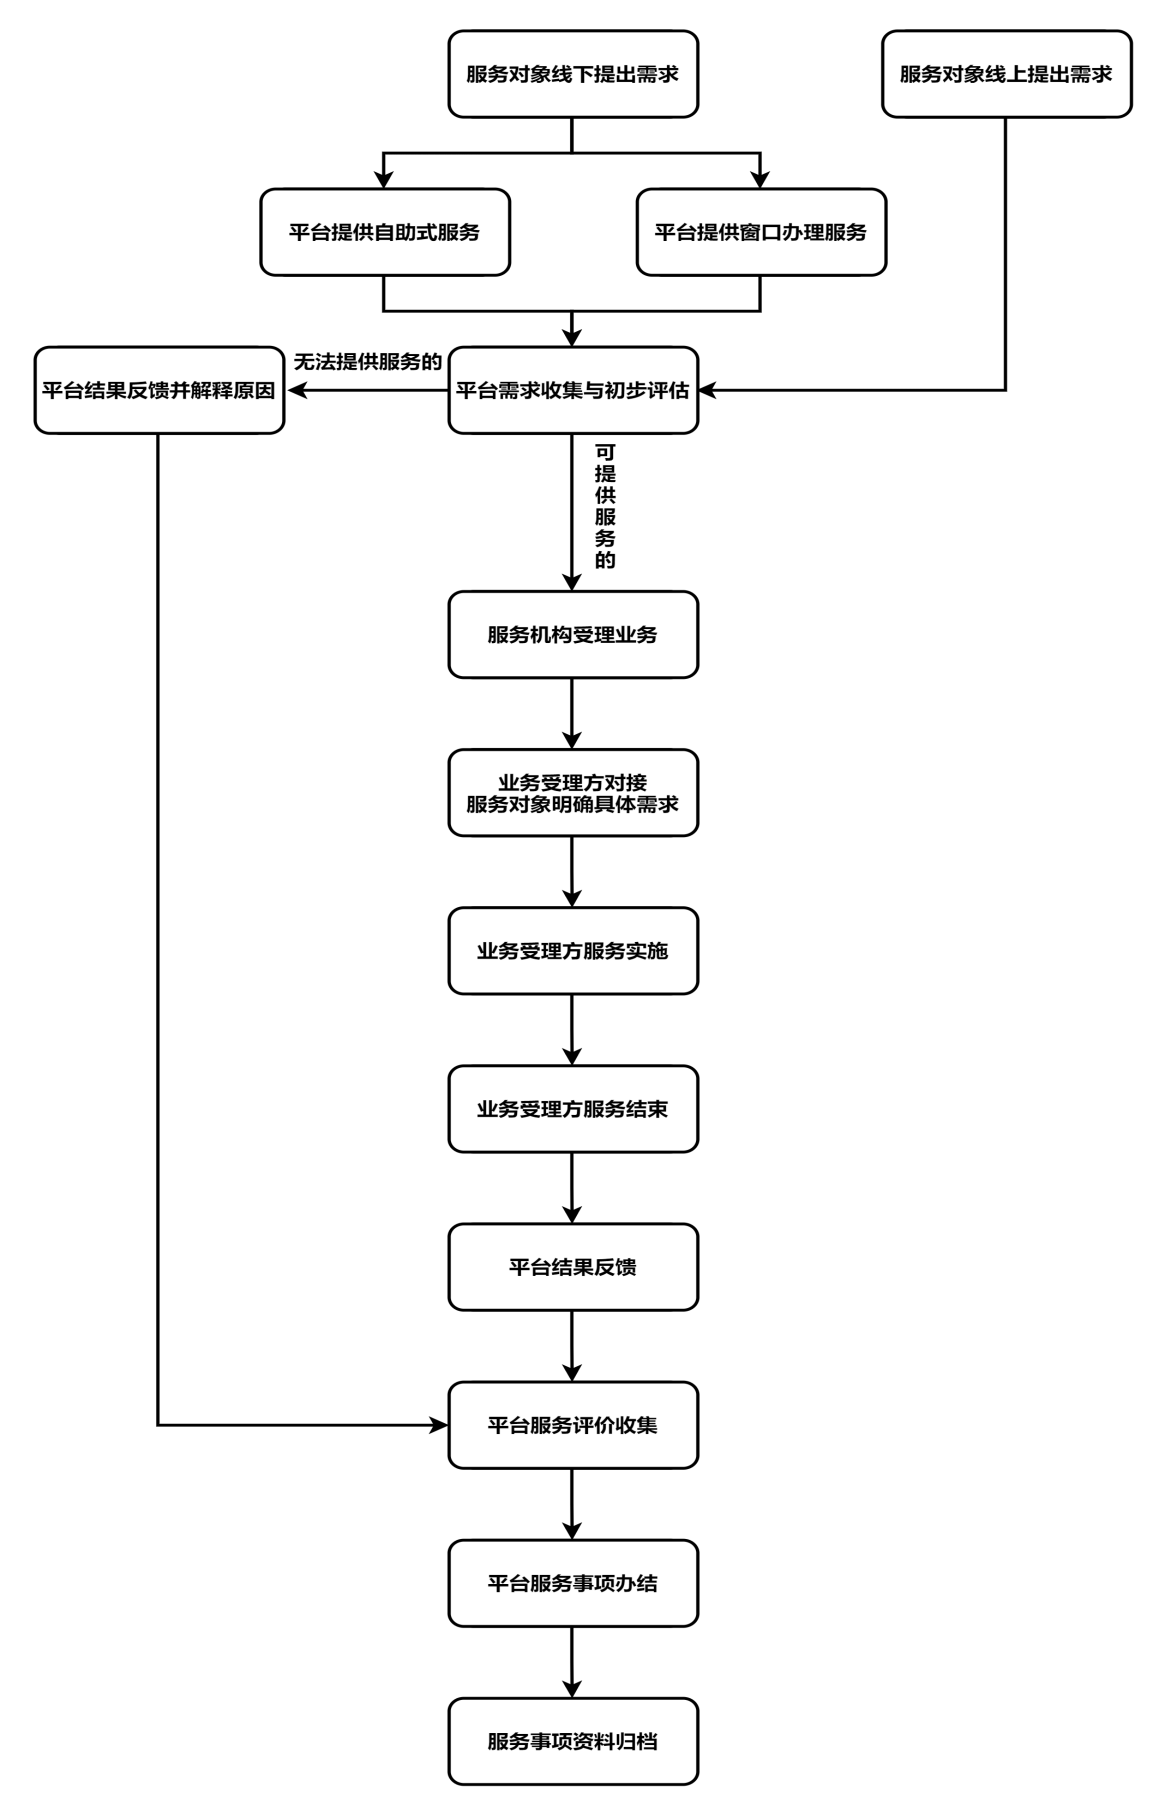 服务对象线下提出需求
服务对象线上提出需求
平台提供自助式服务
平台提供窗口办理服务
无法提供服务的
平台结果反馈并解释原因
平台需求收集与初步评估
可
提
供
服
务
的
服务机构受理业务
业务受理方对接
服务对象明确具体需求
业务受理方服务实施
业务受理方服务结束
平台结果反馈
平台服务评价收集
平台服务事项办结
服务事项资料归档